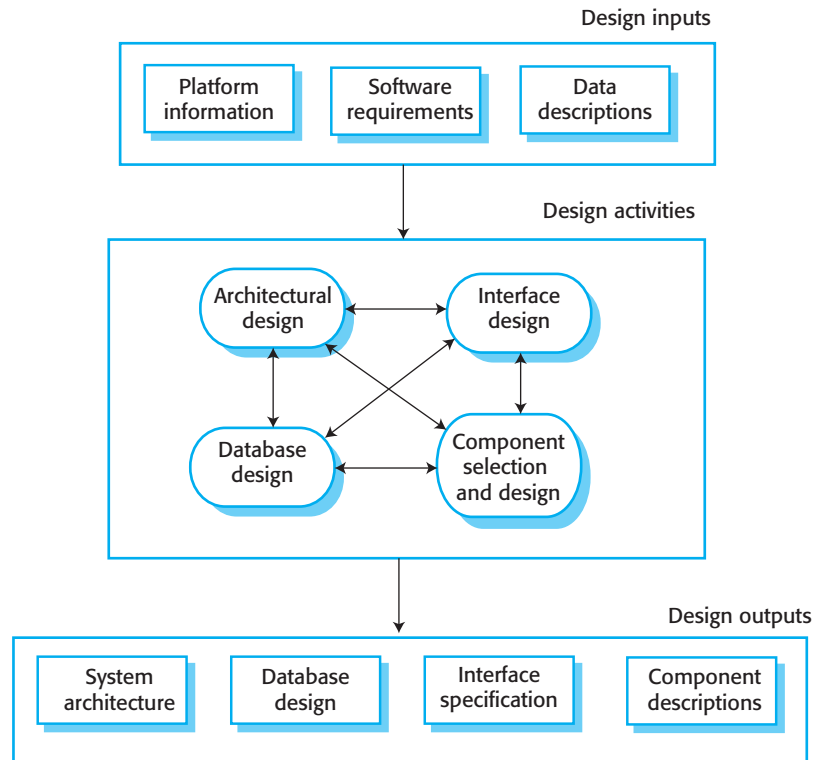 Design inputs
Platform
information
Software
requirements
Data
descriptions
Design activities
Architectural
design
Interface
design
Database
design
Component
selection
and design
Design outputs
System
architecture
Database
design
Interface
specification
Component
descriptions